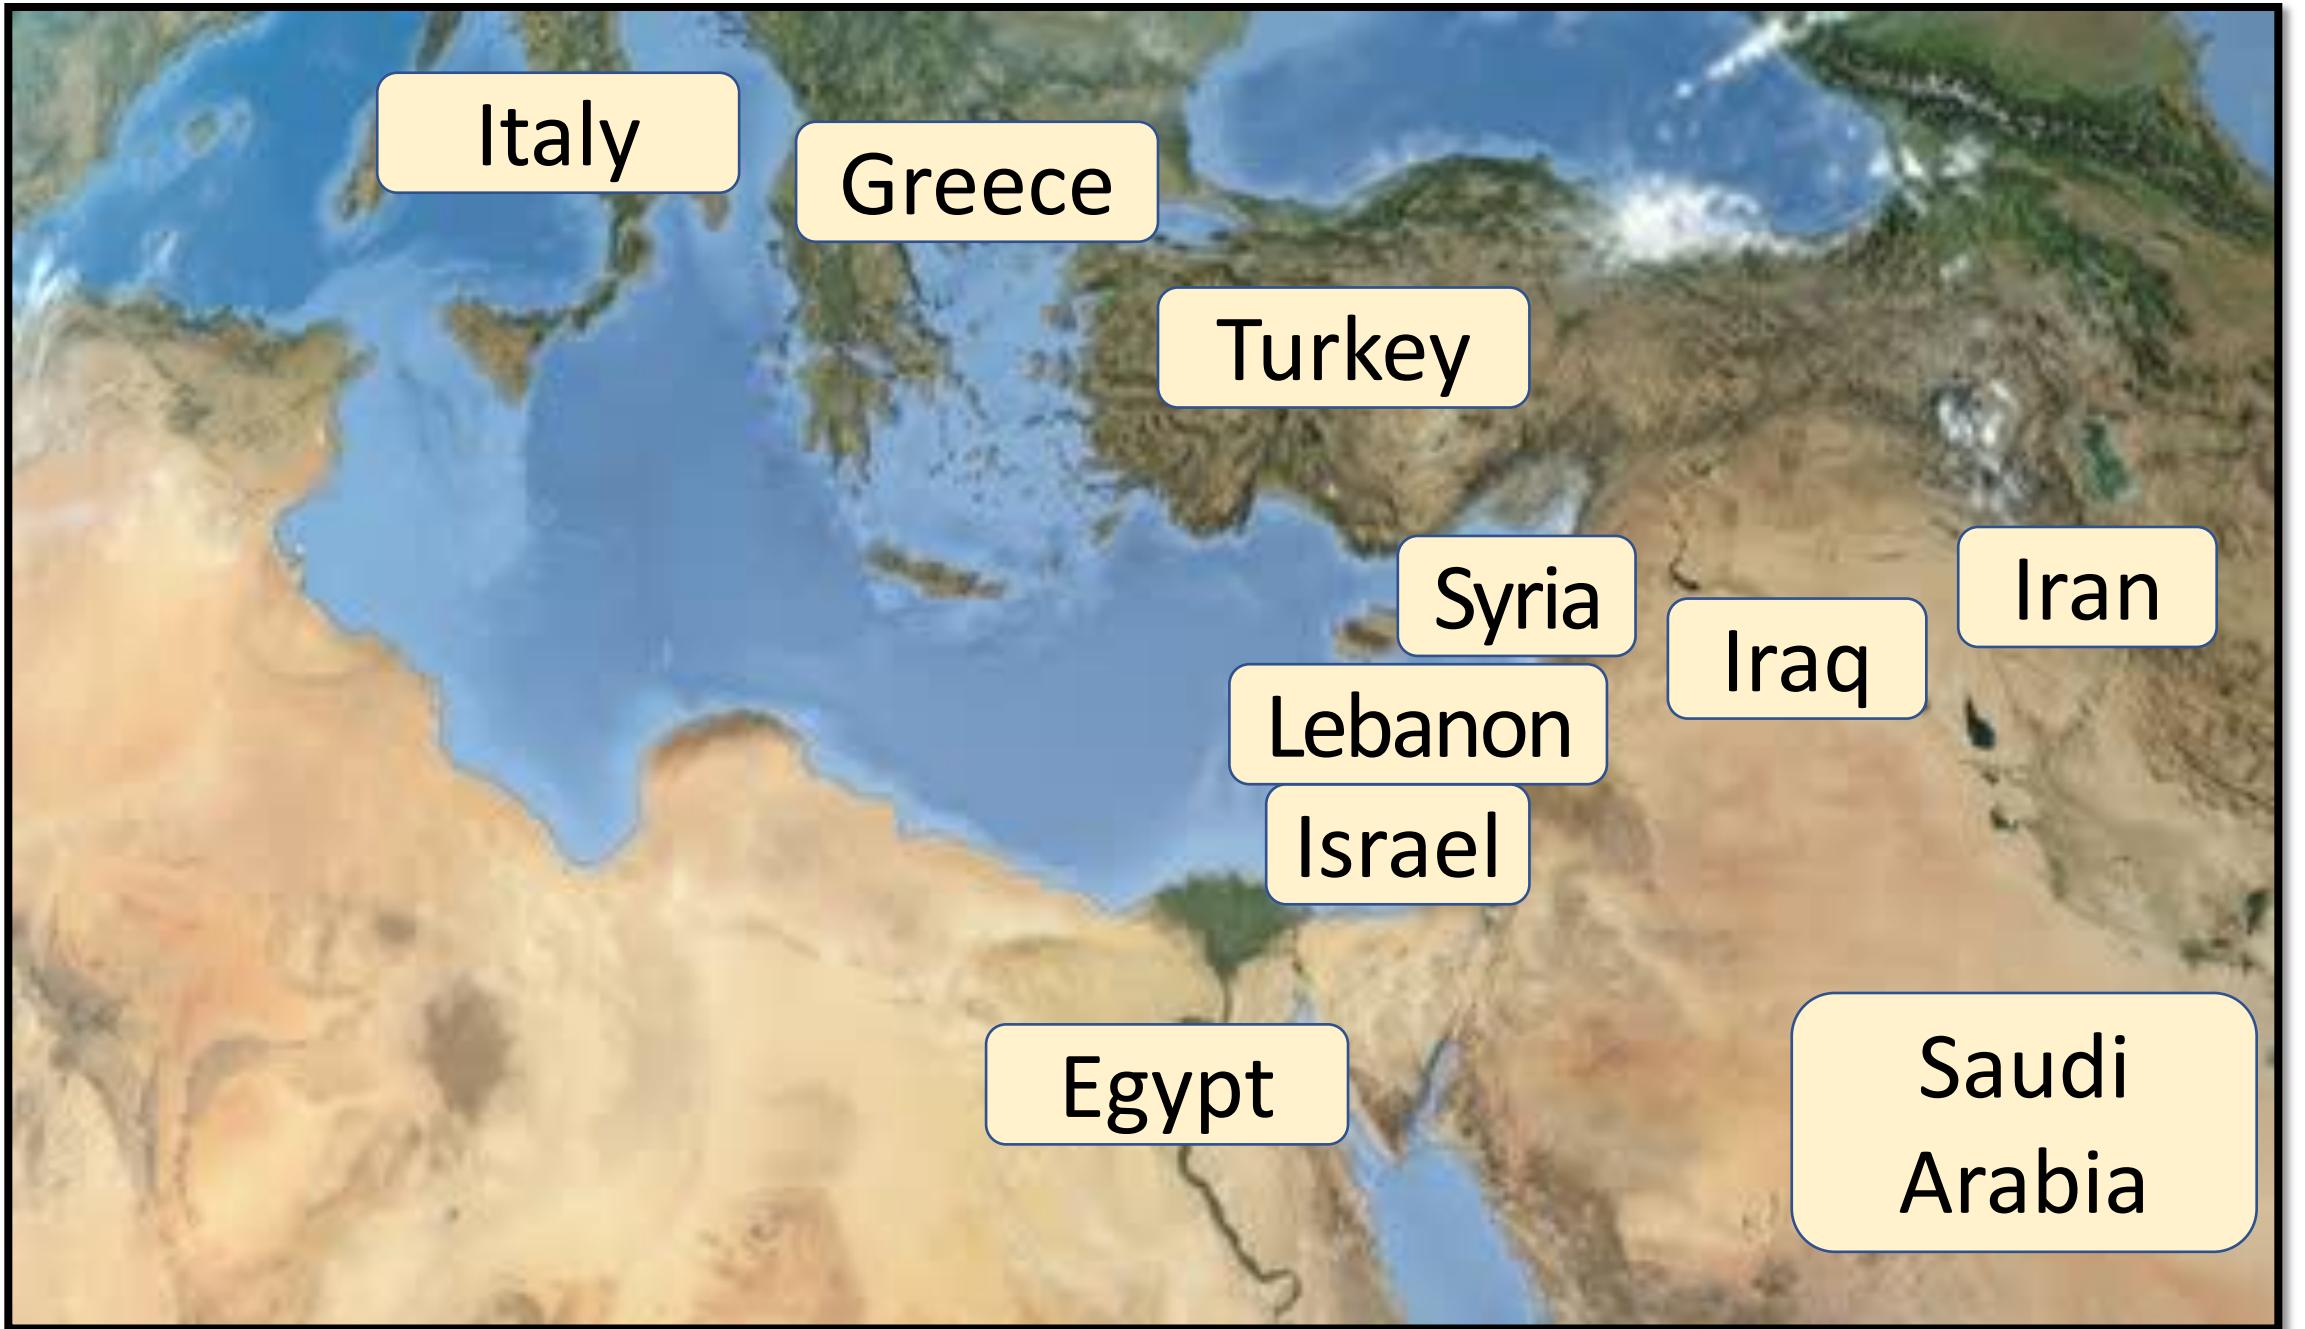 Italy
Greece
Turkey
Syria
Iran
Iraq
Lebanon
Israel
Egypt
Saudi
Arabia